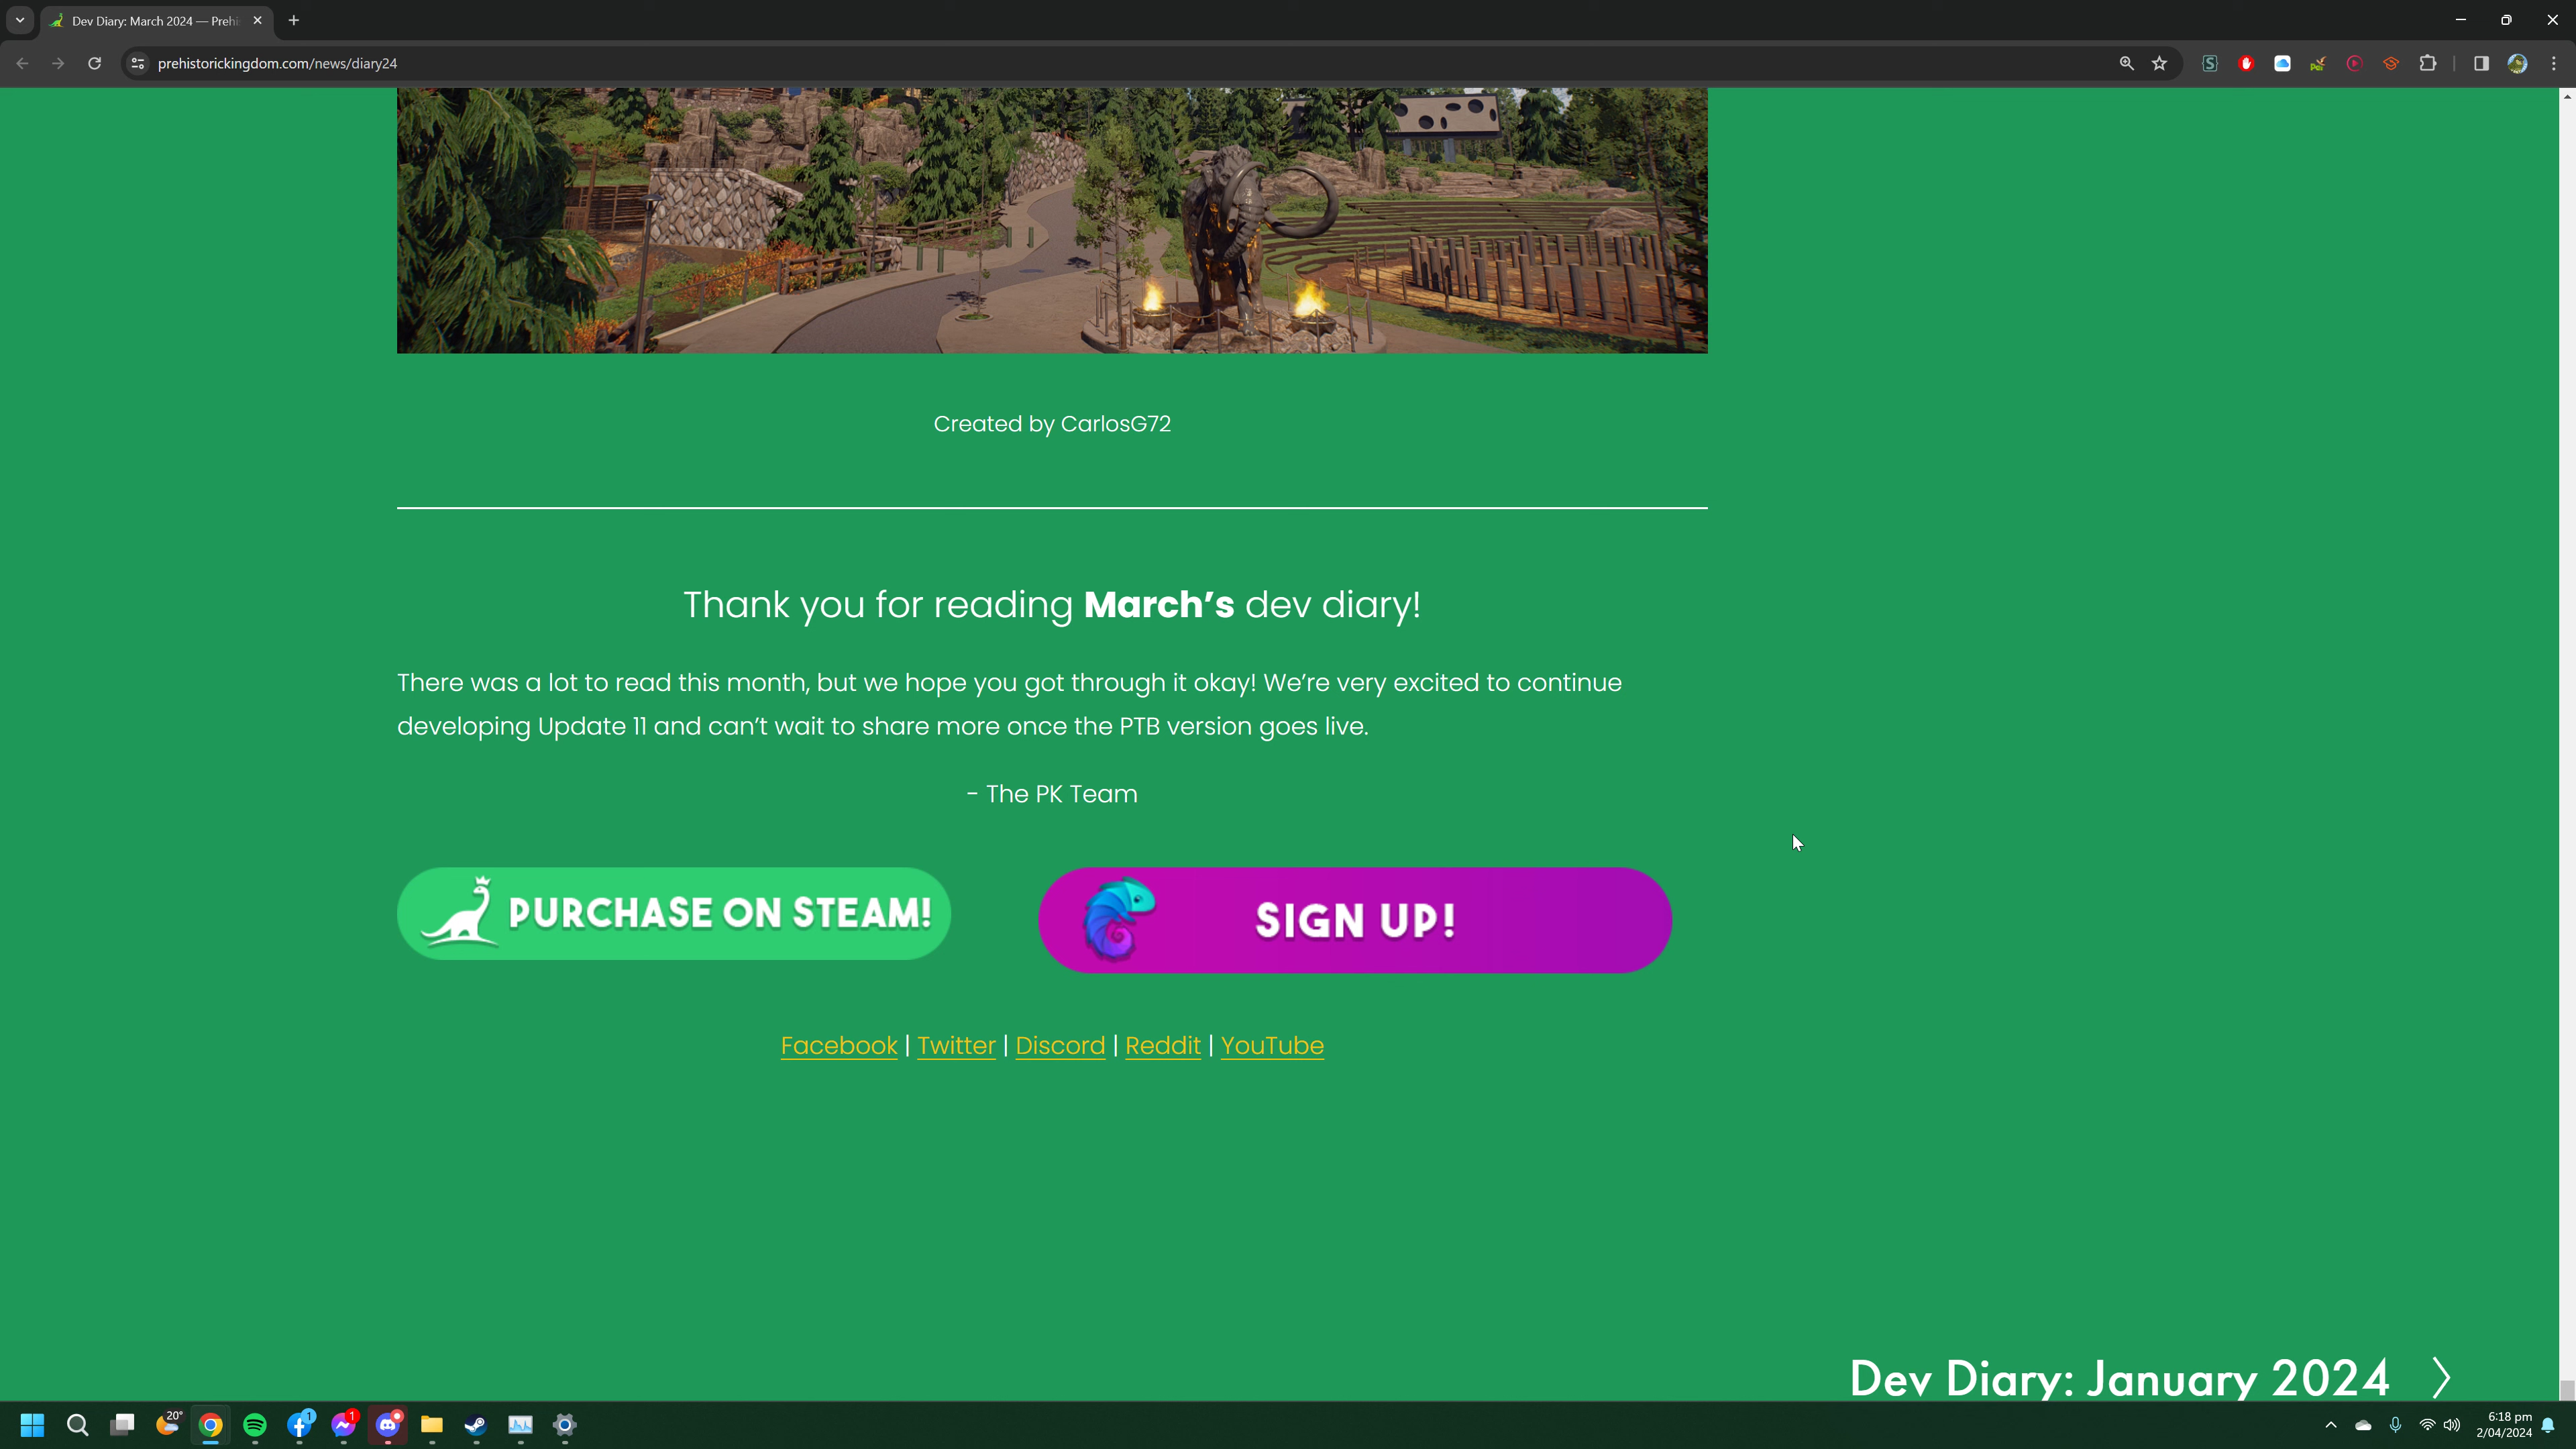 Dev Diary: March 2024 — Prehi
prehistorickingdom.com/news/diary24
Created by CarlosG72
Thank you for reading March’s dev diary!
There was a lot to read this month, but we hope you got through it okay! We’re very excited to continue
developing Update 11 and can’t wait to share more once the PTB version goes live.
- The PK Team
PURCHASE ON STEAM!
SIGN UP!
Facebook | Twitter | Discord | Reddit | YouTube
Dev Diary: January 2024
20°
1
1
6:18 pm
2/04/2024